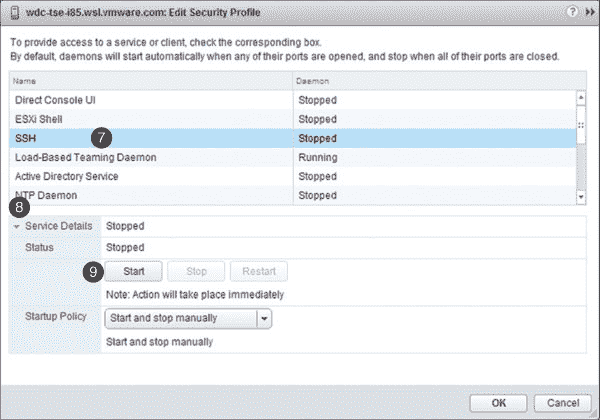 wdc-tse-i85.wsl.vmware.com: Edit Security Profile
To provide access to a service or client, check the corresponding box.
By default, daemons will start automatically when any of their ports are opened, and stop when all of their ports are closed.
Name Daemon
Direct Console UI Stopped
ESXi Shell Stopped
SSH 7 Stopped
Load-Based Teaming Daemon Running
Active Directory Service Stopped
NTP Daemon Stopped
8
Service Details Stopped
Status Stopped
9 Start Stop Restart
Note: Action will take place immediately
Startup Policy Start and stop manually
Start and stop manually
OK Cancel